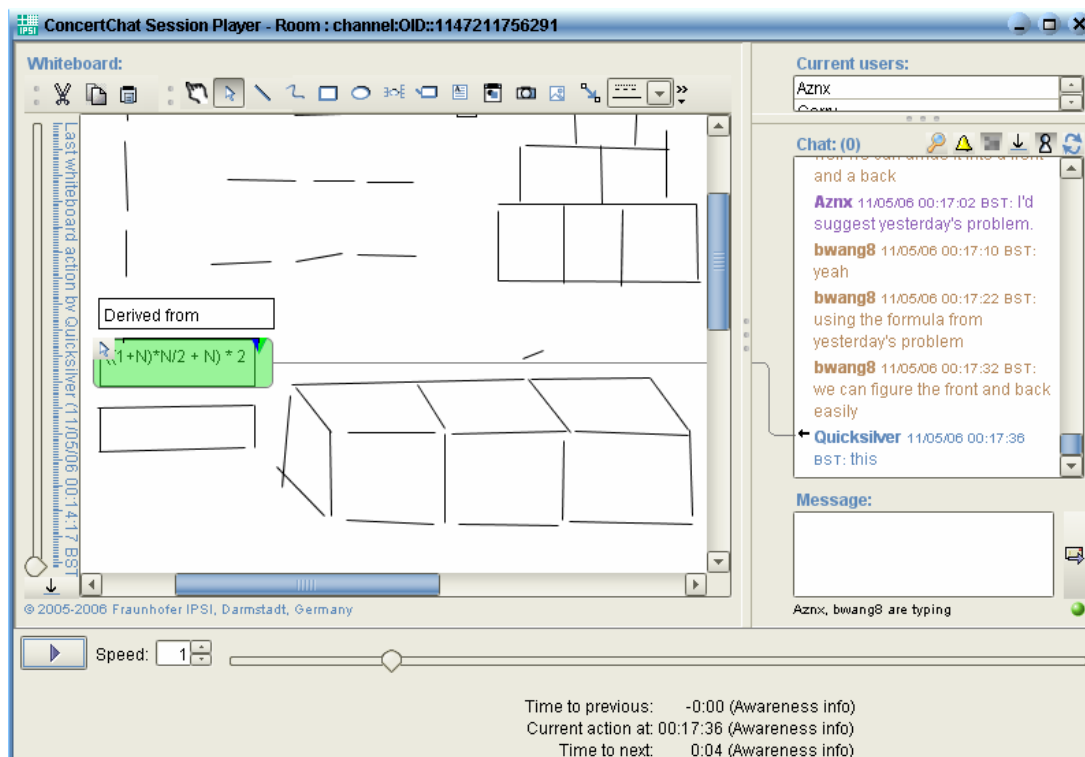 ConcertChat Session Player - Room : channel:OID::1147211756291
IPSI
Whiteboard:
Last whiteboard action by Quicksilver (11/05/06 00:14:17 BST
Derived from
((1+N)*N/2 + N) * 2
© 2005-2006 Fraunhofer IPSI, Darmstadt, Germany
Current users:
Aznx
Chat: (0)
and a back
Aznx 11/05/06 00:17:02 BST: I'd
suggest yesterday's problem.
bwang8 11/05/06 00:17:10 BST:
yeah
bwang8 11/05/06 00:17:22 BST:
using the formula from
yesterday's problem
bwang8 11/05/06 00:17:32 BST:
we can figure the front and back
easily
Quicksilver 11/05/06 00:17:36
BST: this
Message:
Aznx, bwang8 are typing
Speed: 1
Time to previous: -0:00 (Awareness info)
Current action at: 00:17:36 (Awareness info)
Time to next: 0:04 (Awareness info)